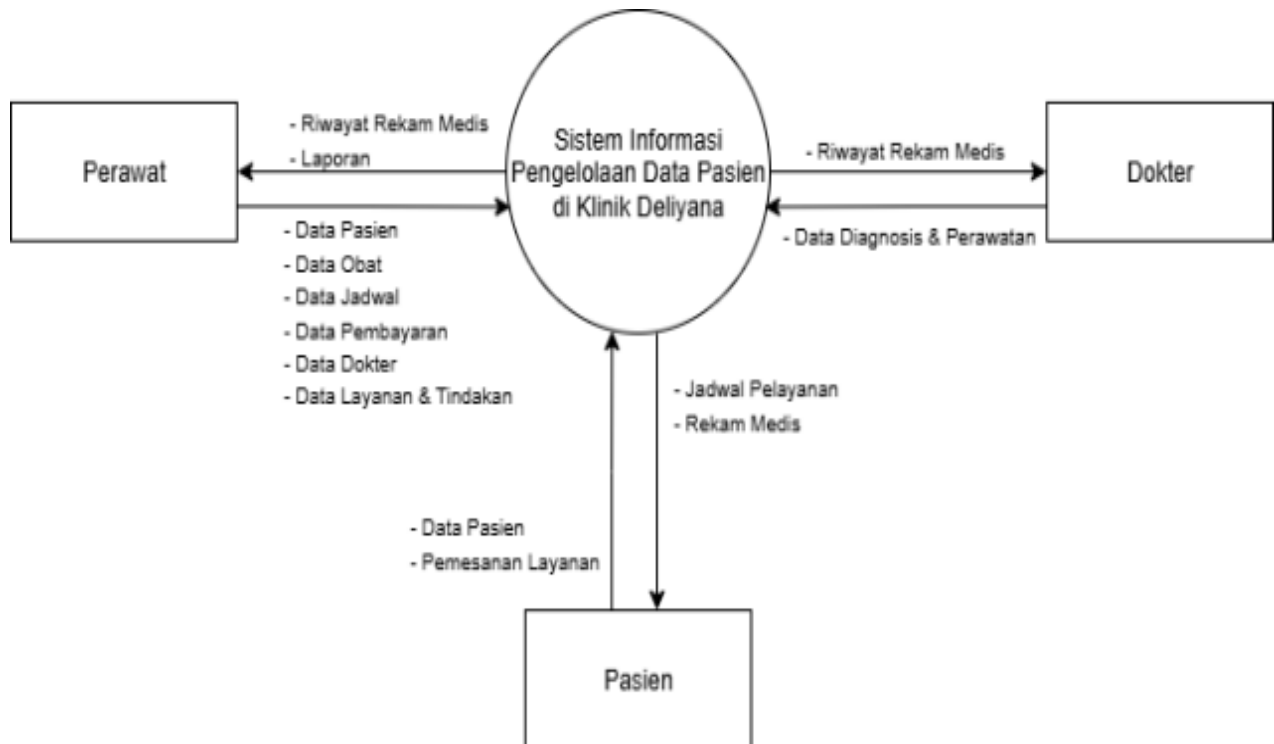 Perawat
- Riwayat Rekam Medis
- Laporan
- Data Pasien
- Data Obat
- Data Jadwal
- Data Pembayaran
- Data Dokter
- Data Layanan & Tindakan
Sistem Informasi
Pengelolaan Data Pasien
di Klinik Deliyana
- Riwayat Rekam Medis
- Data Diagnosis & Perawatan
Dokter
- Jadwal Pelayanan
- Rekam Medis
- Data Pasien
- Pemesanan Layanan
Pasien